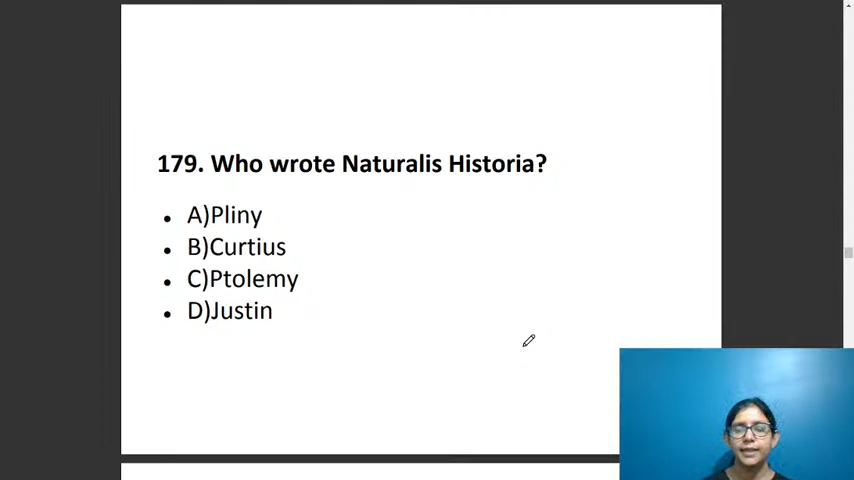 179. Who wrote Naturalis Historia?
• A)Pliny
• B)Curtius
• C)Ptolemy
• D)Justin